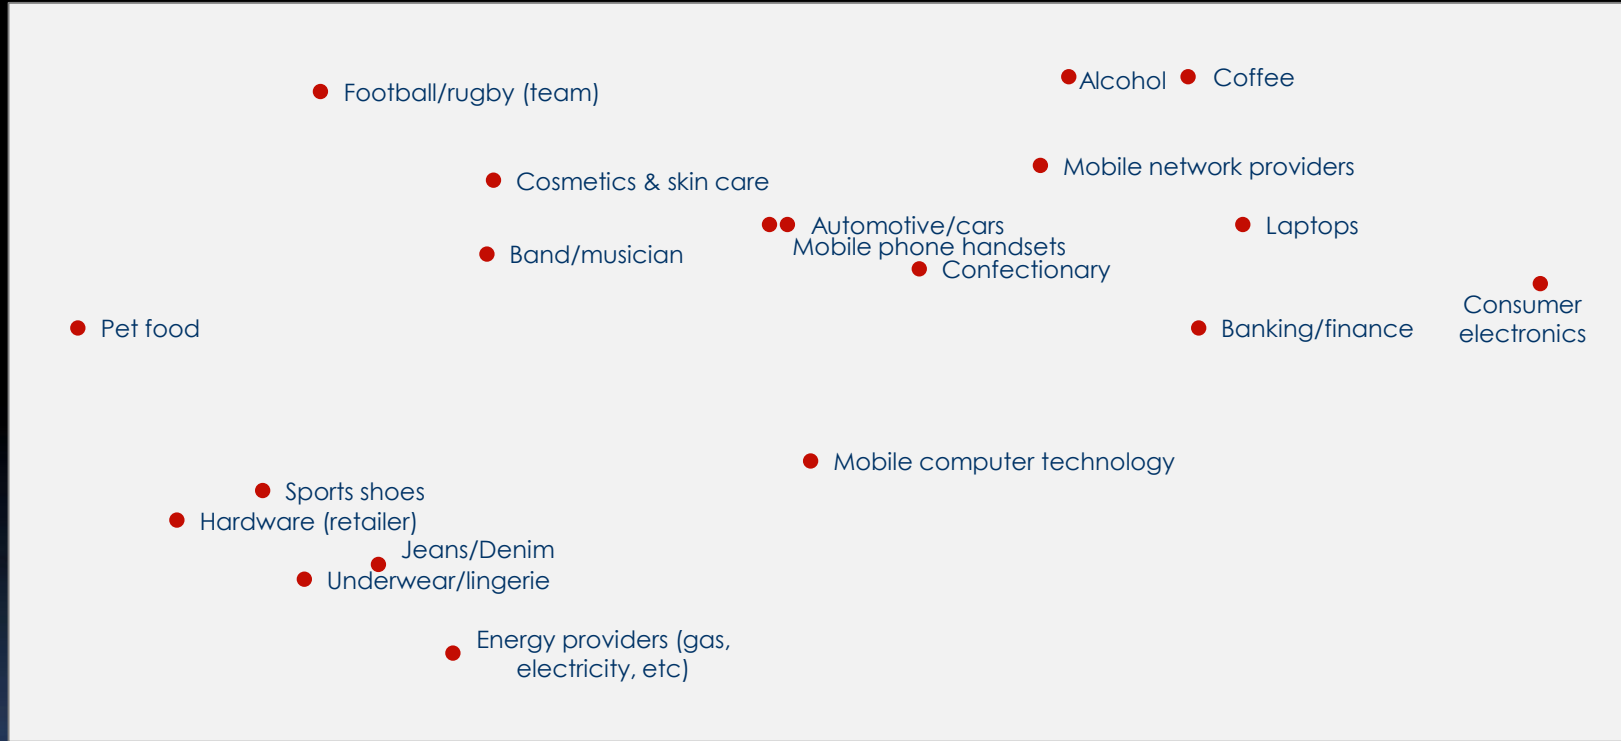 Alcohol
Coffee
Football/rugby (team)
Mobile network providers
Cosmetics & skin care
Automotive/cars
Laptops
Mobile phone handsets
Band/musician
Confectionary
Consumer
electronics
Pet food
Banking/finance
Mobile computer technology
Sports shoes
Hardware (retailer)
Jeans/Denim
Underwear/lingerie
Energy providers (gas,
electricity, etc)